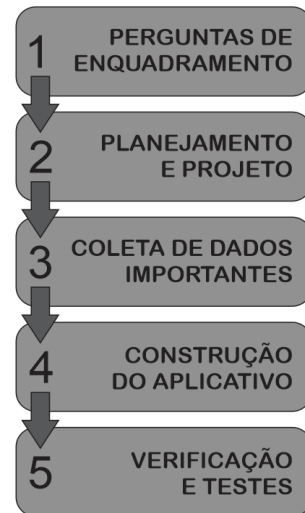 1 PERGUNTAS DE
ENQUADRAMENTO
2 PLANEJAMENTO
E PROJETO
3 COLETA DE DADOS
IMPORTANTES
4 CONSTRUÇÃO
DO APLICATIVO
5 VERIFICAÇÃO
E TESTES